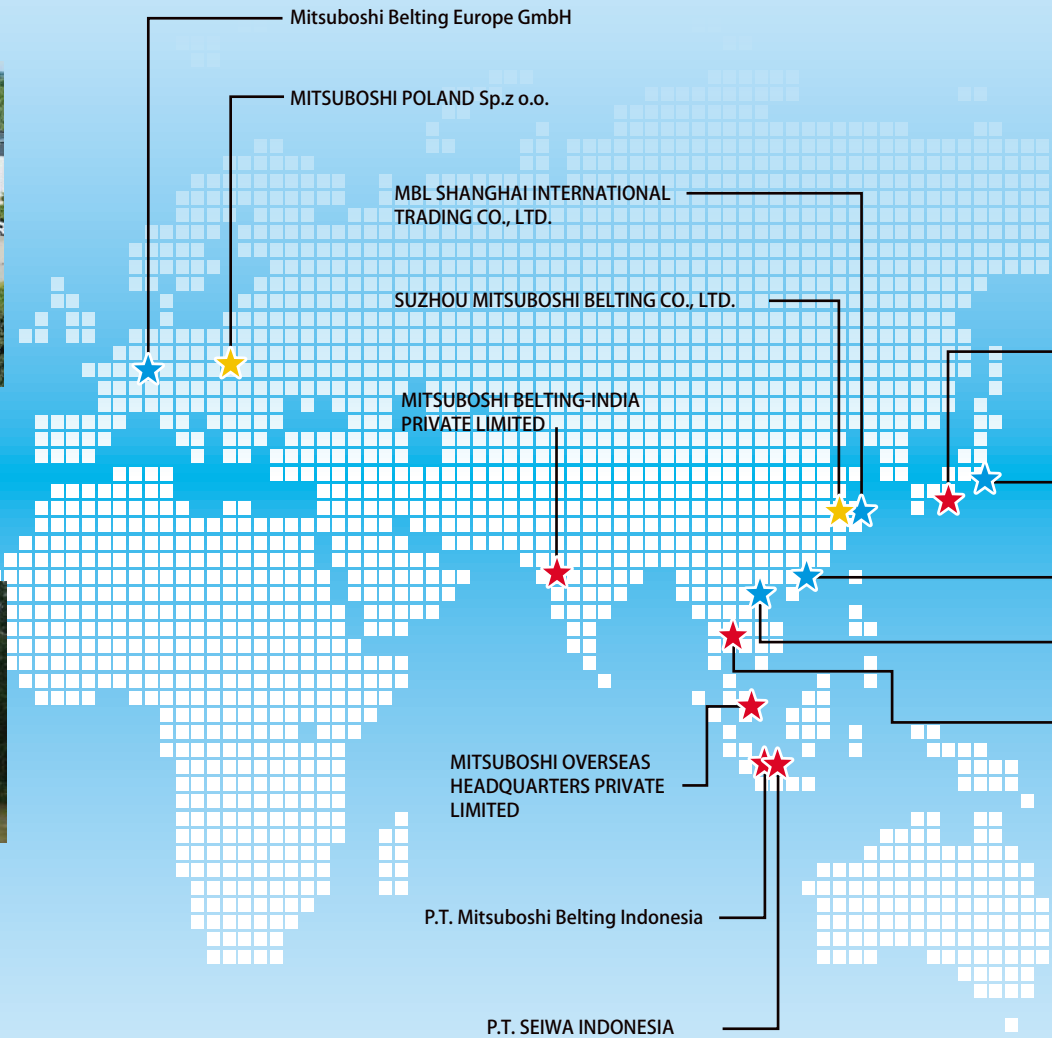 Mitsuboshi Belting Europe GmbH
MITSUBOSHI POLAND Sp.z o.o.
MBL SHANGHAI INTERNATIONAL
TRADING CO., LTD.
SUZHOU MITSUBOSHI BELTING CO., LTD.
MITSUBOSHI BELTING-INDIA
PRIVATE LIMITED
MITSUBOSHI OVERSEAS
HEADQUARTERS PRIVATE
LIMITED
P.T. Mitsuboshi Belting Indonesia
P.T. SEIWA INDONESIA